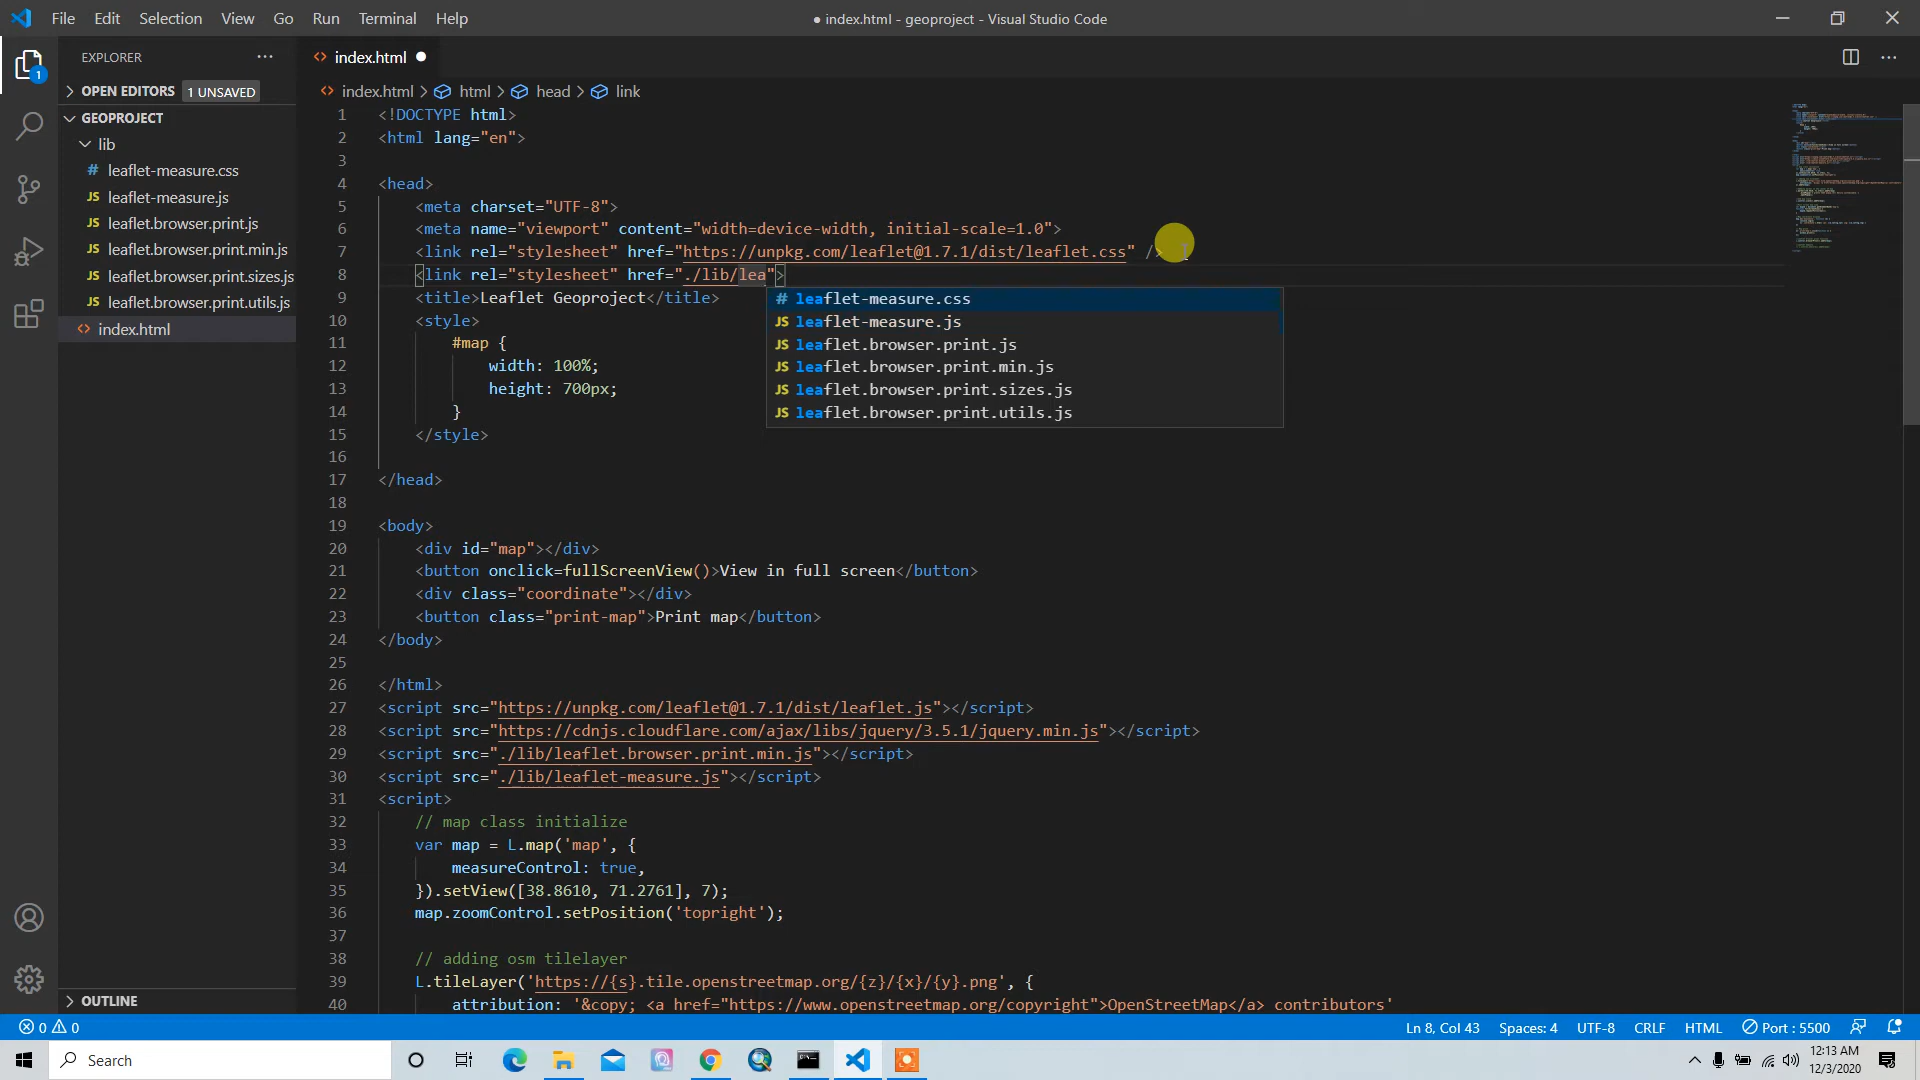 File Edit Selection View Go Run Terminal Help
● index.html - geoproject - Visual Studio Code
EXPLORER
index.html
OPEN EDITORS 1 UNSAVED
index.html > html > head > link
GEOPROJECT
lib
leaflet-measure.css
leaflet-measure.js
leaflet.browser.print.js
leaflet.browser.print.min.js
leaflet.browser.print.sizes.js
leaflet.browser.print.utils.js
index.html
OUTLINE
1 <!DOCTYPE html>
2 <html lang="en">
3
4 <head>
5 <meta charset="UTF-8">
6 <meta name="viewport" content="width=device-width, initial-scale=1.0">
7 <link rel="stylesheet" href="https://unpkg.com/leaflet@1.7.1/dist/leaflet.css" />
8 <link rel="stylesheet" href="./lib/lea">
9 <title>Leaflet Geoproject</title>
10 <style>
11 #map {
12 width: 100%;
13 height: 700px;
14 }
15 </style>
16
17 </head>
18
19 <body>
20 <div id="map"></div>
21 <button onclick=fullScreenView()>View in full screen</button>
22 <div class="coordinate"></div>
23 <button class="print-map">Print map</button>
24 </body>
25
26 </html>
27 <script src="https://unpkg.com/leaflet@1.7.1/dist/leaflet.js"></script>
28 <script src="https://cdnjs.cloudflare.com/ajax/libs/jquery/3.5.1/jquery.min.js"></script>
29 <script src="./lib/leaflet.browser.print.min.js"></script>
30 <script src="./lib/leaflet-measure.js"></script>
31 <script>
32 // map class initialize
33 var map = L.map('map', {
34 measureControl: true,
35 }).setView([38.8610, 71.2761], 7);
36 map.zoomControl.setPosition('topright');
37
38 // adding osm tilelayer
39 L.tileLayer('https://{s}.tile.openstreetmap.org/{z}/{x}/{y}.png', {
40 attribution: '&copy; <a href="https://www.openstreetmap.org/copyright">OpenStreetMap</a> contributors'
# leaflet-measure.css
JS leaflet-measure.js
JS leaflet.browser.print.js
JS leaflet.browser.print.min.js
JS leaflet.browser.print.sizes.js
JS leaflet.browser.print.utils.js
0 0
Ln 8, Col 43 Spaces: 4 UTF-8 CRLF HTML Port : 5500
Search
12:13 AM
12/3/2020